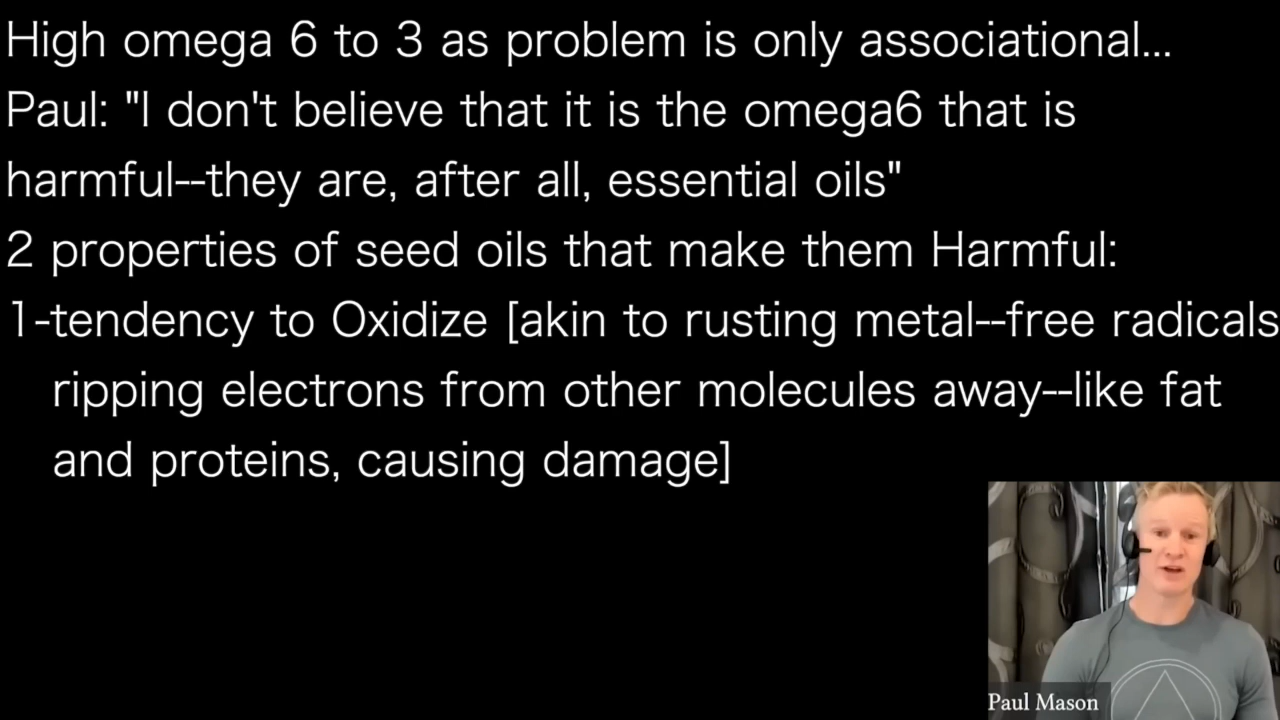 High omega 6 to 3 as problem is only associational...
Paul: "I don't believe that it is the omega6 that is
harmful--they are, after all, essential oils"
2 properties of seed oils that make them Harmful:
1-tendency to Oxidize [akin to rusting metal--free radicals
ripping electrons from other molecules away--like fat
and proteins, causing damage]
Paul Mason